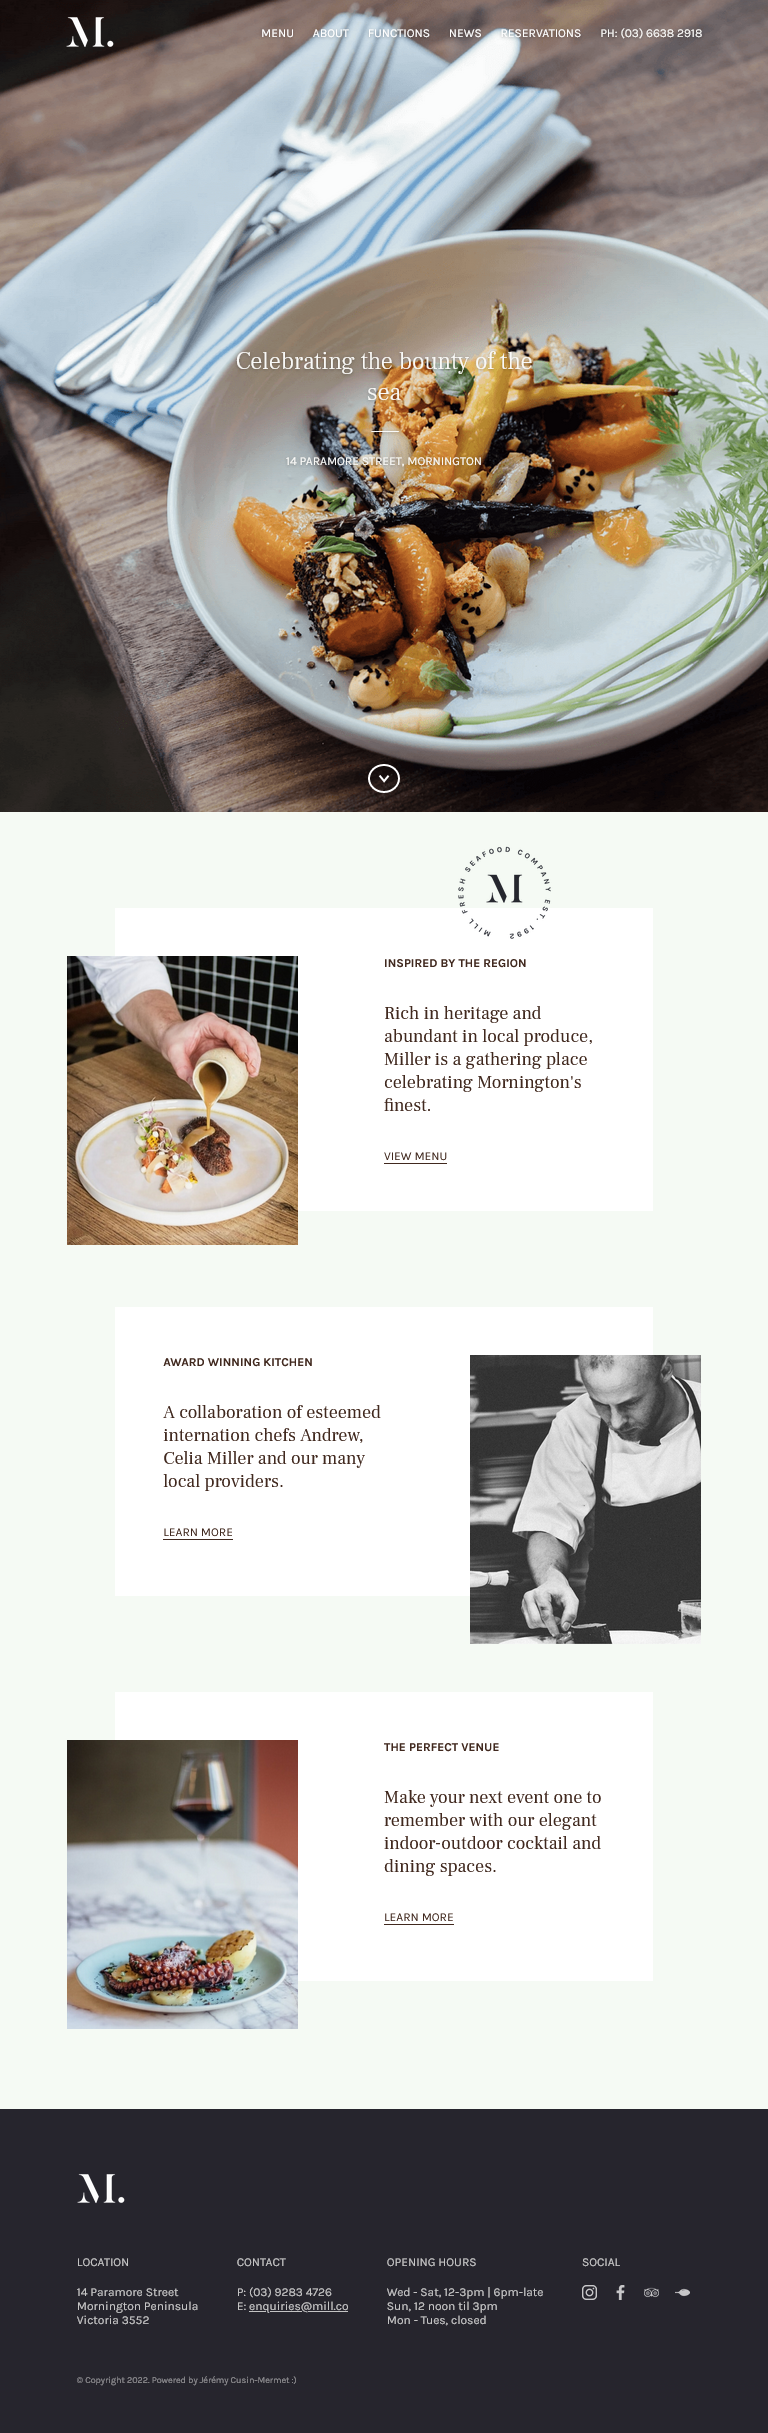 M.
MENU ABOUT FUNCTIONS NEWS RESERVATIONS PH: (03) 6638 2918
Celebrating the bounty of the
sea
14 PARAMORE STREET, MORNINGTON
MILL FRESH SEAFOOD COMPANY EST. 1992
M
INSPIRED BY THE REGION
Rich in heritage and
abundant in local produce,
Miller is a gathering place
celebrating Mornington's
finest.
VIEW MENU
AWARD WINNING KITCHEN
A collaboration of esteemed
internation chefs Andrew,
Celia Miller and our many
local providers.
LEARN MORE
THE PERFECT VENUE
Make your next event one to
remember with our elegant
indoor-outdoor cocktail and
dining spaces.
LEARN MORE
M.
LOCATION
14 Paramore Street
Mornington Peninsula
Victoria 3552
CONTACT
P: (03) 9283 4726
E: enquiries@mill.co
OPENING HOURS
Wed - Sat, 12-3pm | 6pm-late
Sun, 12 noon til 3pm
Mon - Tues, closed
SOCIAL
© Copyright 2022. Powered by Jérémy Cusin-Mermet :)